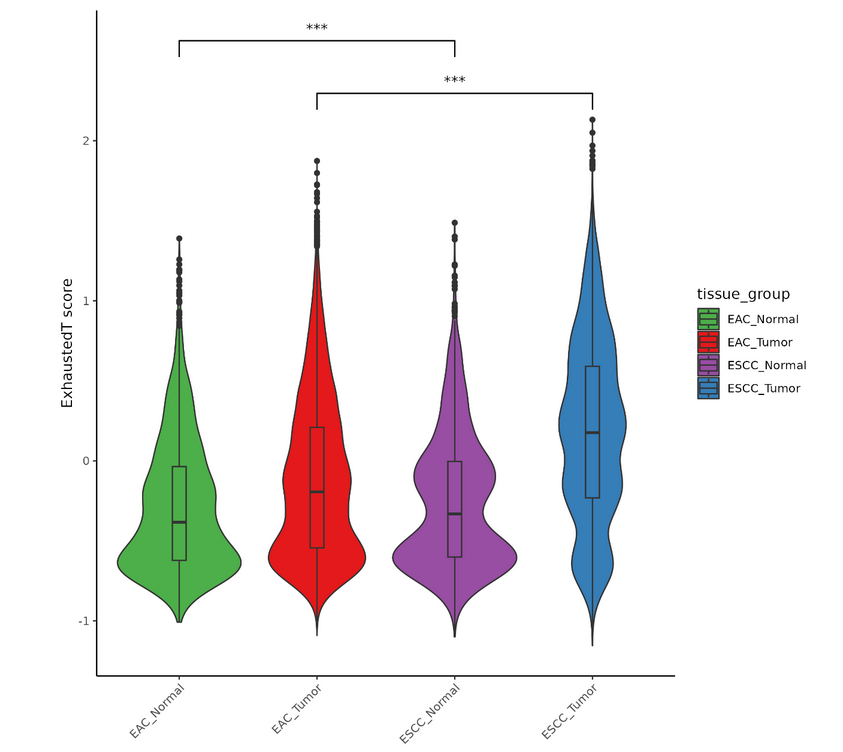 ***
***
2
1
0
-1
ExhaustedT score
EAC_Normal
EAC_Tumor
ESCC_Normal
ESCC_Tumor
tissue_group
EAC_Normal
EAC_Tumor
ESCC_Normal
ESCC_Tumor